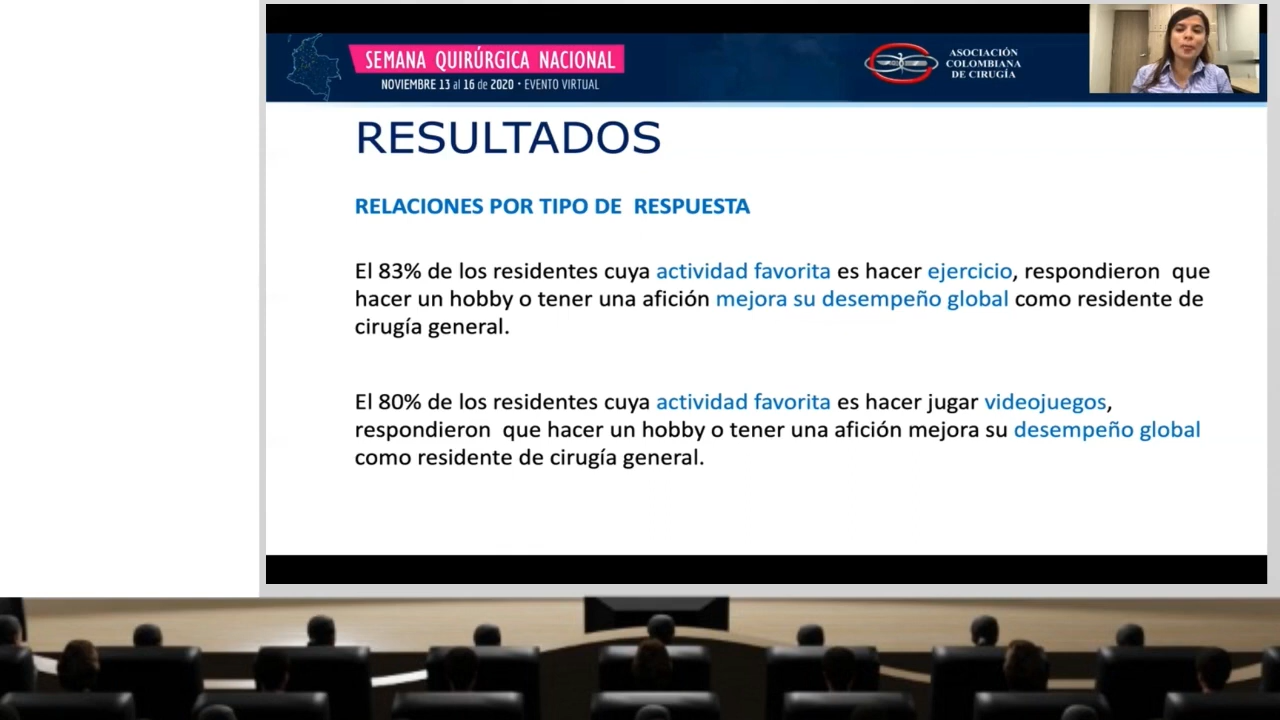 SEMANA QUIRÚRGICA NACIONAL
NOVIEMBRE 13 al 16 de 2020 • EVENTO VIRTUAL
ASOCIACIÓN
COLOMBIANA
DE CIRUGÍA
RESULTADOS
RELACIONES POR TIPO DE RESPUESTA
El 83% de los residentes cuya actividad favorita es hacer ejercicio, respondieron que
hacer un hobby o tener una afición mejora su desempeño global como residente de
cirugía general.
El 80% de los residentes cuya actividad favorita es hacer jugar videojuegos,
respondieron que hacer un hobby o tener una afición mejora su desempeño global
como residente de cirugía general.